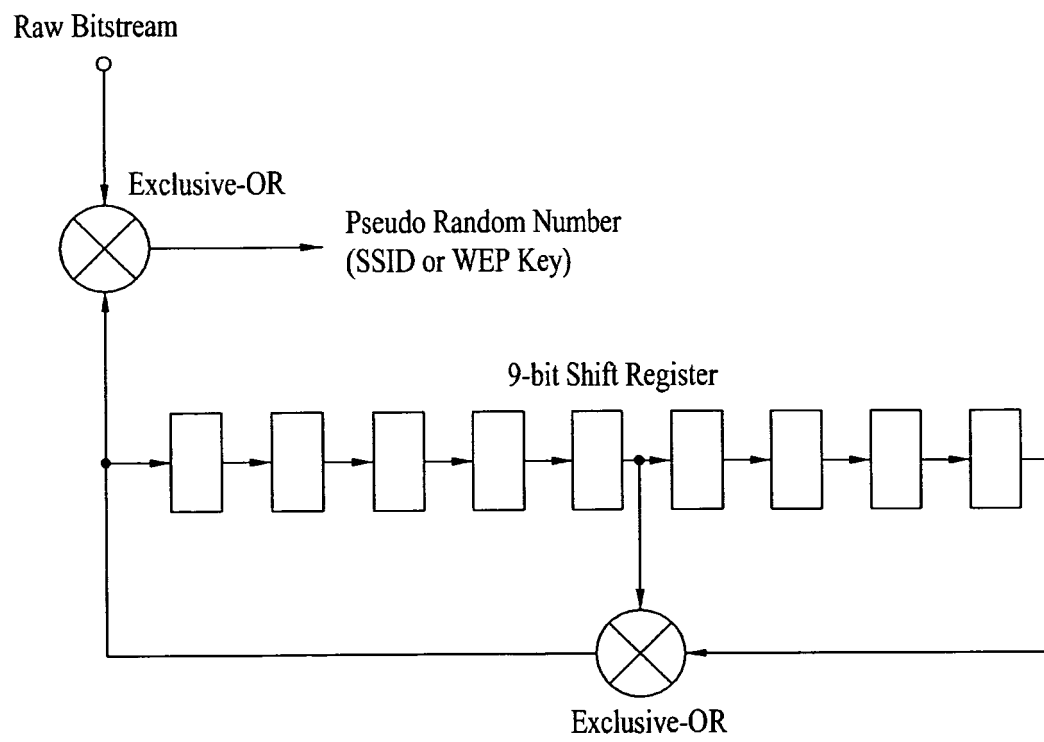 Raw Bitstream
Exclusive-OR
Pseudo Random Number
(SSID or WEP Key)
9-bit Shift Register
Exclusive-OR